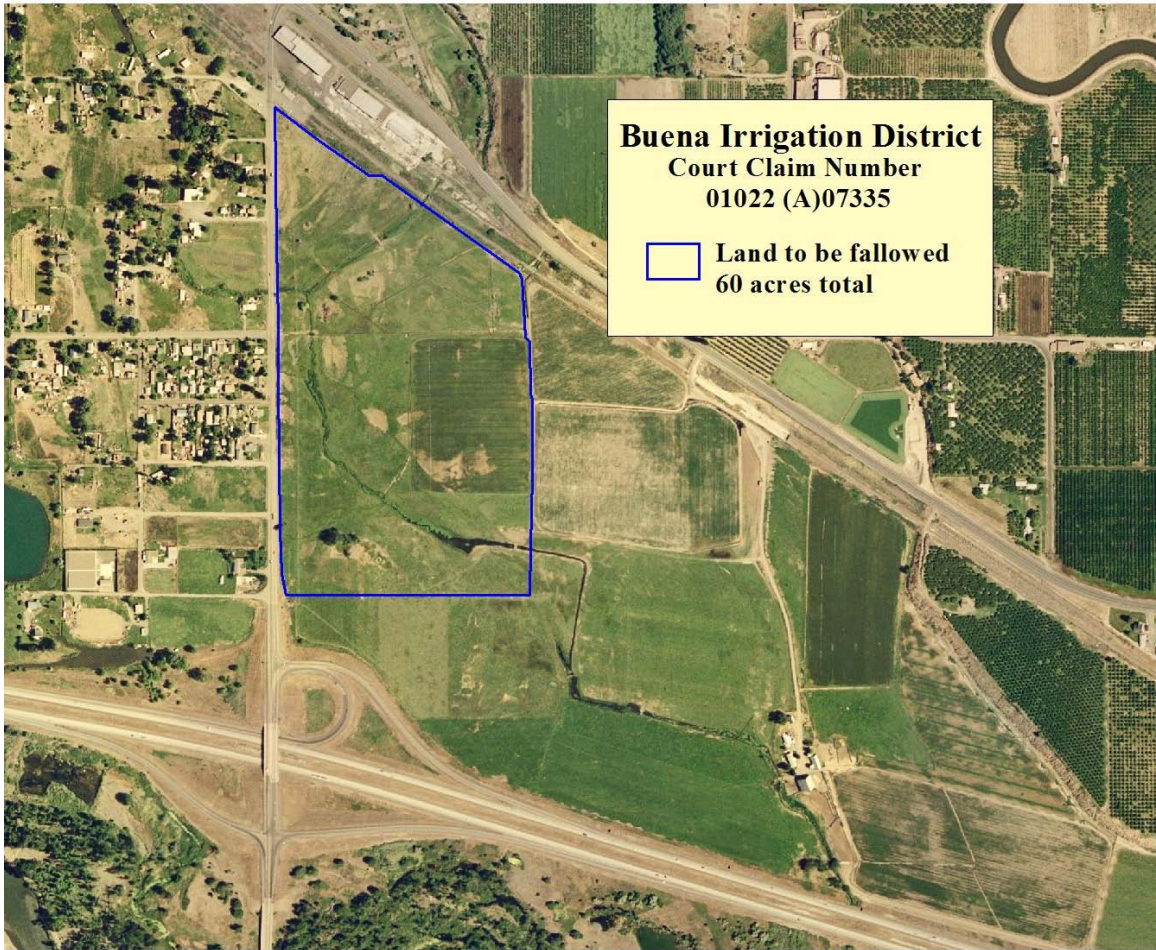 Buena Irrigation District
Court Claim Number
01022 (A)07335
Land to be fallowed
60 acres total